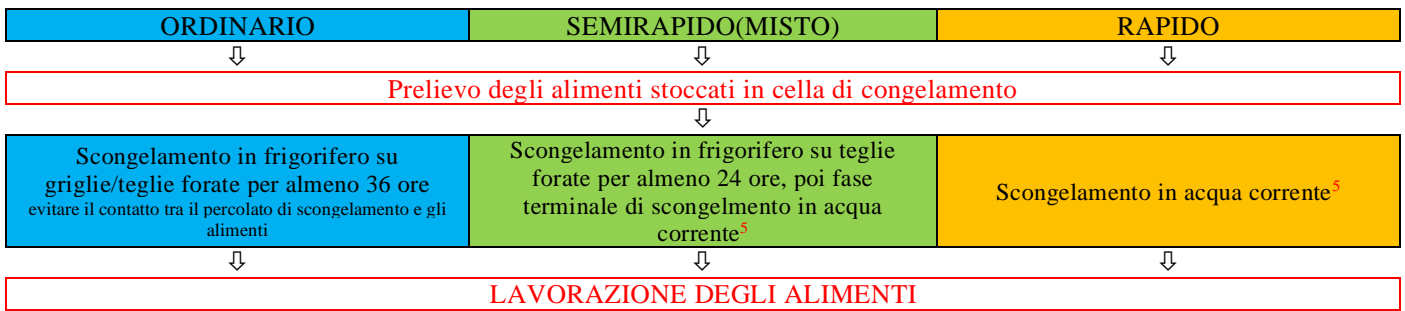 ORDINARIO SEMIRAPIDO(MISTO) RAPIDO
⇩ ⇩ ⇩
Prelievo degli alimenti stoccati in cella di congelamento
⇩
Scongelamento in frigorifero su
griglie/teglie forate per almeno 36 ore
evitare il contatto tra il percolato di scongelamento e gli
alimenti
Scongelamento in frigorifero su teglie
forate per almeno 24 ore, poi fase
terminale di scongelmento in acqua
corrente⁵
Scongelamento in acqua corrente⁵
⇩ ⇩ ⇩
LAVORAZIONE DEGLI ALIMENTI